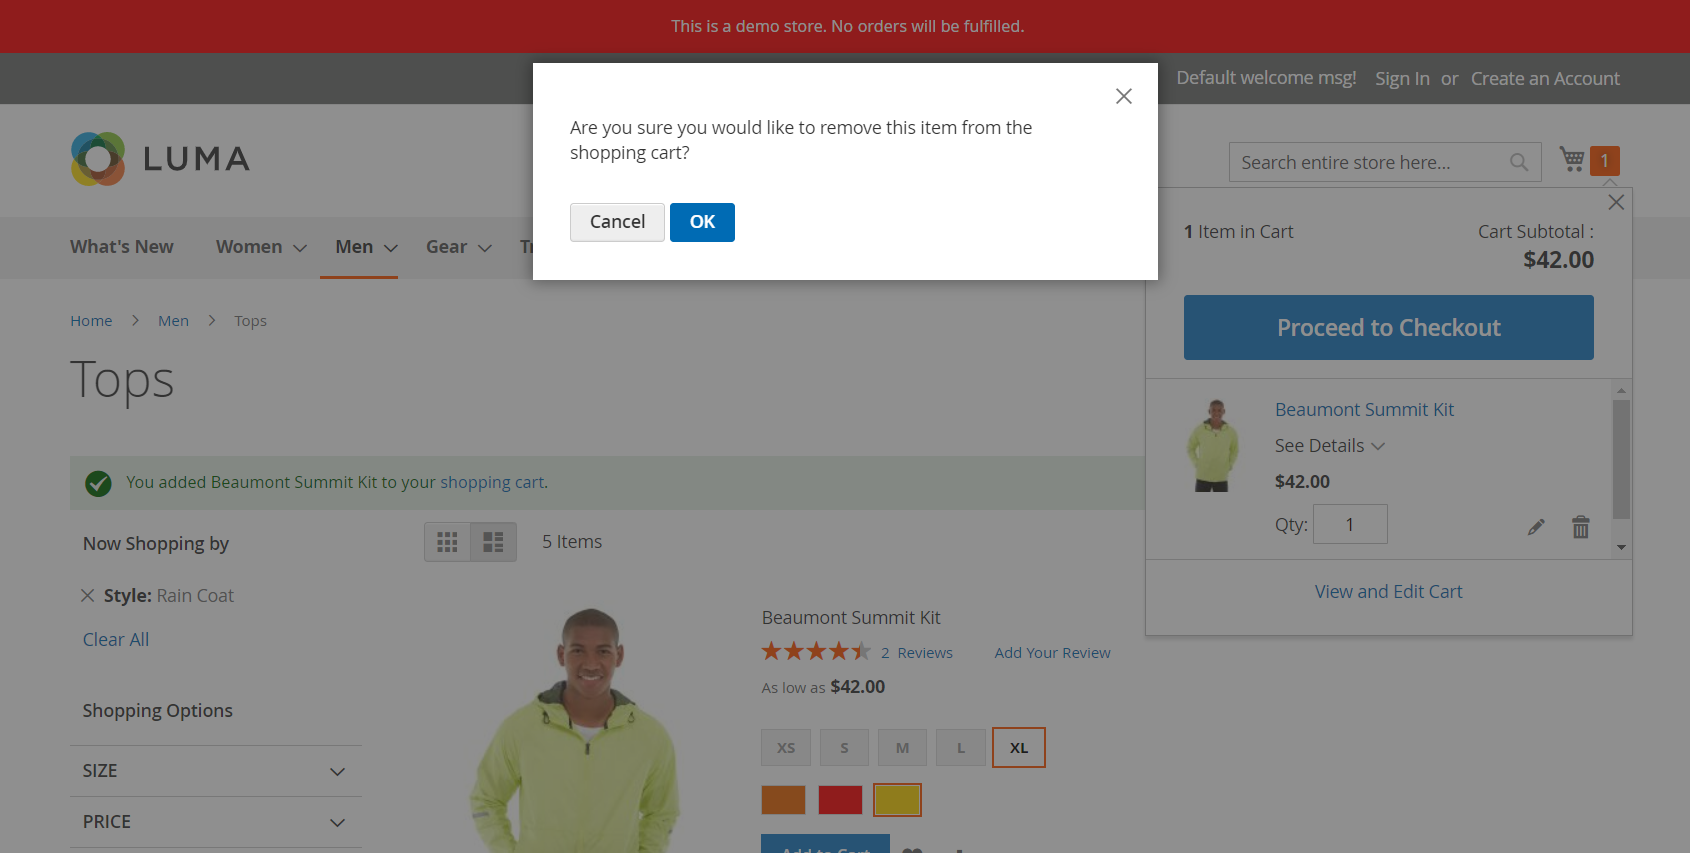 This is a demo store. No orders will be fulfilled.
Default welcome msg! Sign In or Create an Account
LUMA
Search entire store here...
1
Are you sure you would like to remove this item from the
shopping cart?
Cancel OK
What's New Women Men Gear
1 Item in Cart
Cart Subtotal :
$42.00
Proceed to Checkout
Beaumont Summit Kit
See Details
$42.00
Qty: 1
View and Edit Cart
Home Men Tops
Tops
You added Beaumont Summit Kit to your shopping cart.
Now Shopping by
Style: Rain Coat
Clear All
Shopping Options
SIZE
PRICE
5 Items
Beaumont Summit Kit
2 Reviews Add Your Review
As low as $42.00
XS S M L XL
Add to Cart